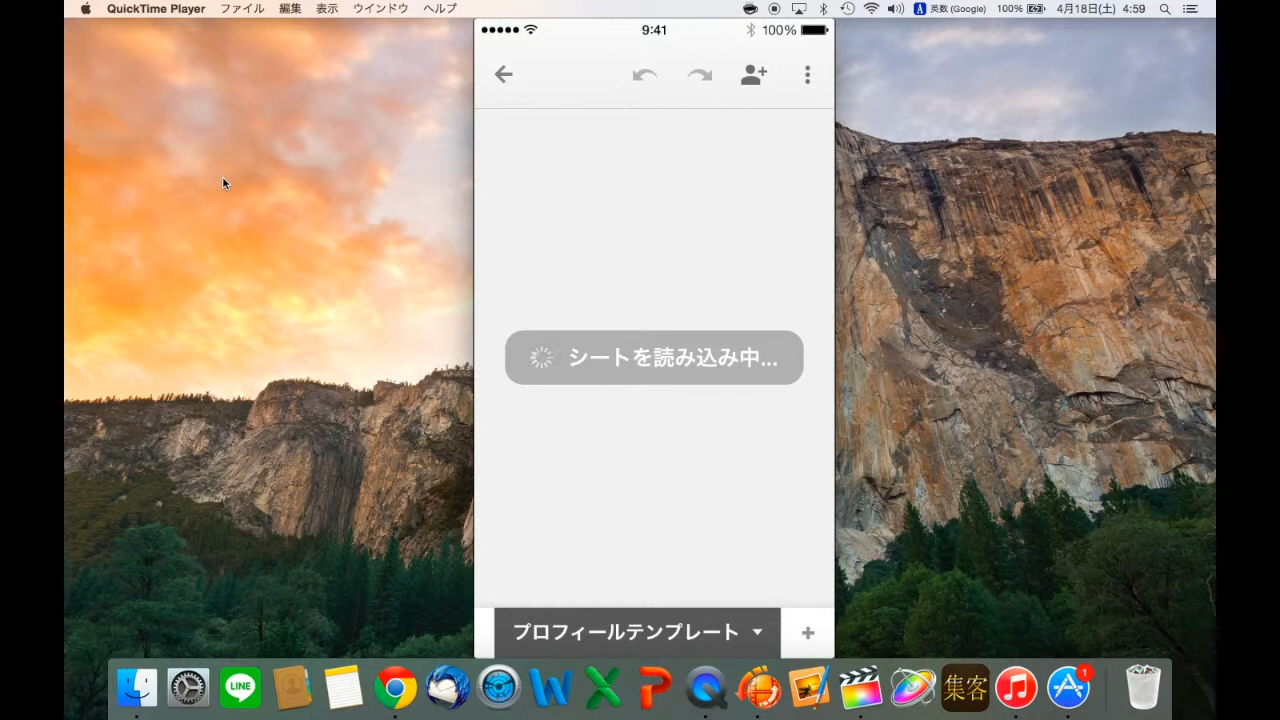 QuickTime Player ファイル 編集 表示 ウインドウ ヘルプ
A 英数 (Google) 100% 4月18日(土) 4:59
9:41
100%
シートを読み込み中...
プロフィールテンプレート
+
LINE
W X P
集客
1